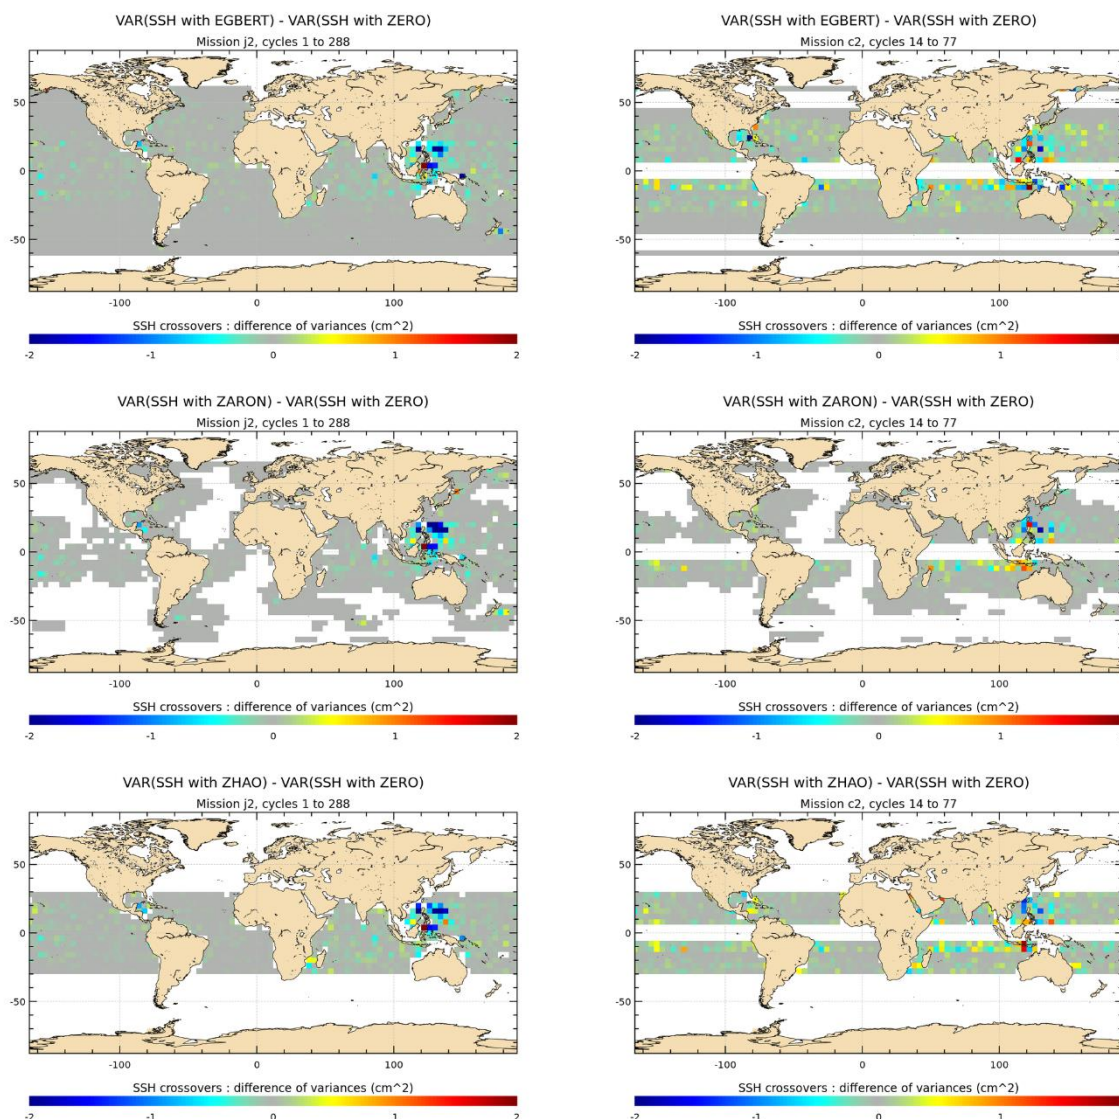 VAR(SSH with EGBERT) - VAR(SSH with ZERO)
Mission j2, cycles 1 to 288
50
0
-50
-100 0 100
SSH crossovers : difference of variances (cm^2)
-2 -1 0 1 2
VAR(SSH with EGBERT) - VAR(SSH with ZERO)
Mission c2, cycles 14 to 77
50
0
-50
-100 0 100
SSH crossovers : difference of variances (cm^2)
-2 -1 0 1
VAR(SSH with ZARON) - VAR(SSH with ZERO)
Mission j2, cycles 1 to 288
50
0
-50
-100 0 100
SSH crossovers : difference of variances (cm^2)
-2 -1 0 1 2
VAR(SSH with ZARON) - VAR(SSH with ZERO)
Mission c2, cycles 14 to 77
50
0
-50
-100 0 100
SSH crossovers : difference of variances (cm^2)
-2 -1 0 1
VAR(SSH with ZHAO) - VAR(SSH with ZERO)
Mission j2, cycles 1 to 288
50
0
-50
-100 0 100
SSH crossovers : difference of variances (cm^2)
-2 -1 0 1 2
VAR(SSH with ZHAO) - VAR(SSH with ZERO)
Mission c2, cycles 14 to 77
50
0
-50
-100 0 100
SSH crossovers : difference of variances (cm^2)
-2 -1 0 1